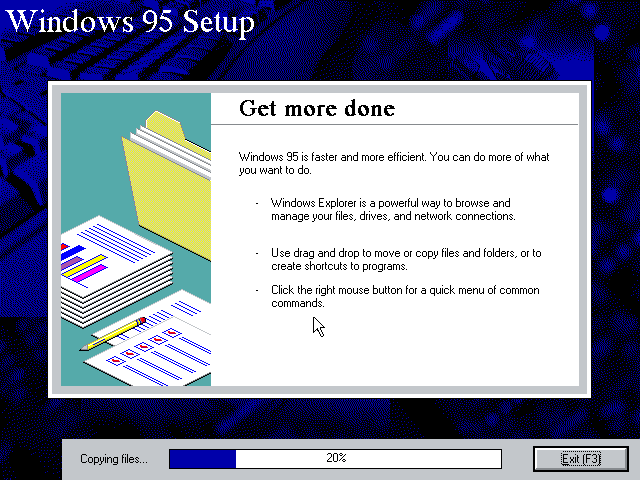 Windows 95 Setup
Get more done
Windows 95 is faster and more efficient. You can do more of what
you want to do.
- Windows Explorer is a powerful way to browse and
manage your files, drives, and network connections.
- Use drag and drop to move or copy files and folders, or to
create shortcuts to programs.
- Click the right mouse button for a quick menu of common
commands.
Copying files...
20%
Exit (F3)